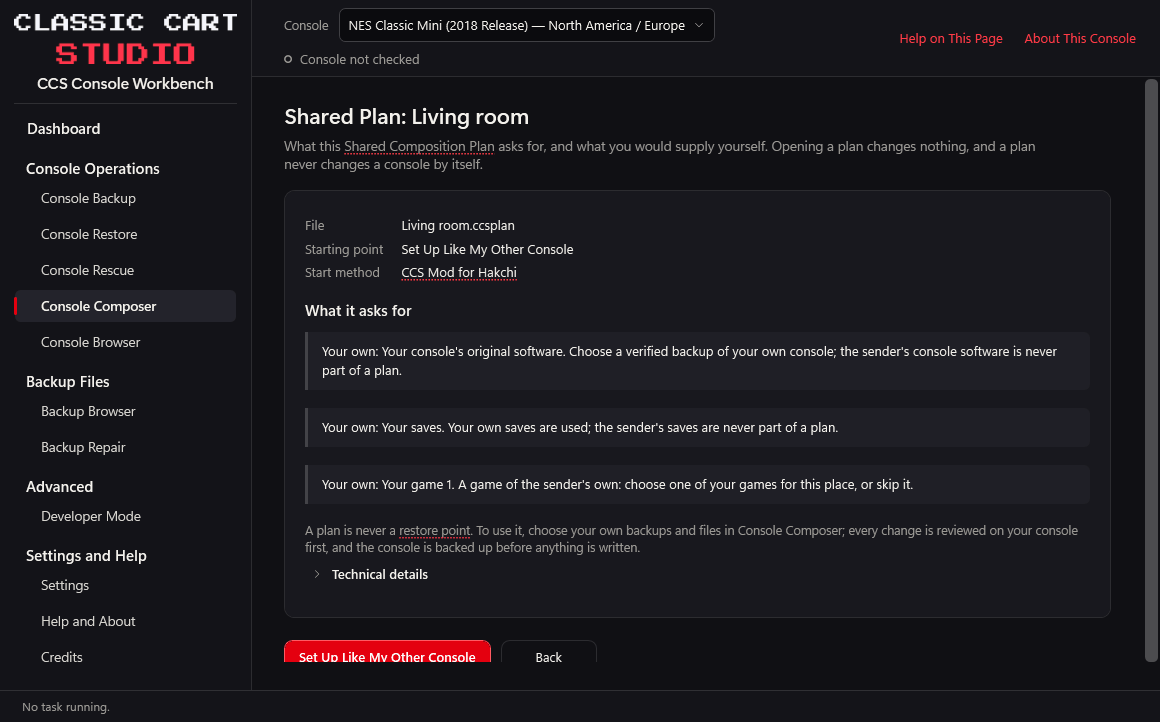 CLASSIC CART
STUDIO
CCS Console Workbench
Dashboard
Console Operations
Console Backup
Console Restore
Console Rescue
Console Composer
Console Browser
Backup Files
Backup Browser
Backup Repair
Advanced
Developer Mode
Settings and Help
Settings
Help and About
Credits
Console
NES Classic Mini (2018 Release) — North America / Europe
Console not checked
Help on This Page
About This Console
Shared Plan: Living room
What this Shared Composition Plan asks for, and what you would supply yourself. Opening a plan changes nothing, and a plan
never changes a console by itself.
File Living room.ccsplan
Starting point Set Up Like My Other Console
Start method CCS Mod for Hakchi
What it asks for
Your own: Your console's original software. Choose a verified backup of your own console; the sender's console software is never
part of a plan.
Your own: Your saves. Your own saves are used; the sender's saves are never part of a plan.
Your own: Your game 1. A game of the sender's own: choose one of your games for this place, or skip it.
A plan is never a restore point. To use it, choose your own backups and files in Console Composer; every change is reviewed on your console
first, and the console is backed up before anything is written.
Technical details
Set Up Like My Other Console
Back
No task running.